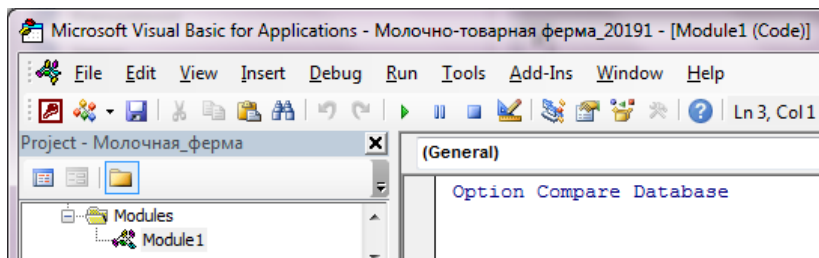 Microsoft Visual Basic for Applications - Молочно-товарная ферма_20191 - [Module1 (Code)]
File Edit View Insert Debug Run Tools Add-Ins Window Help
Ln 3, Col 1
Project - Молочная_ферма
(General)
Option Compare Database
Modules
Module1